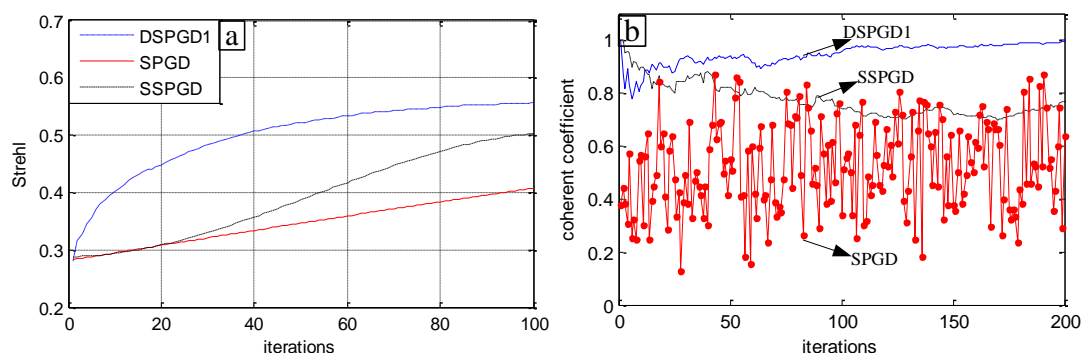 0.7
0.6
0.5
0.4
0.3
0.2
Strehl
DSPGD1
SPGD
SSPGD
a
0
20
40
60
80
100
iterations
1
0.8
0.6
0.4
0.2
0
coherent coefficient
b
DSPGD1
SSPGD
SPGD
0
50
100
150
200
iterations